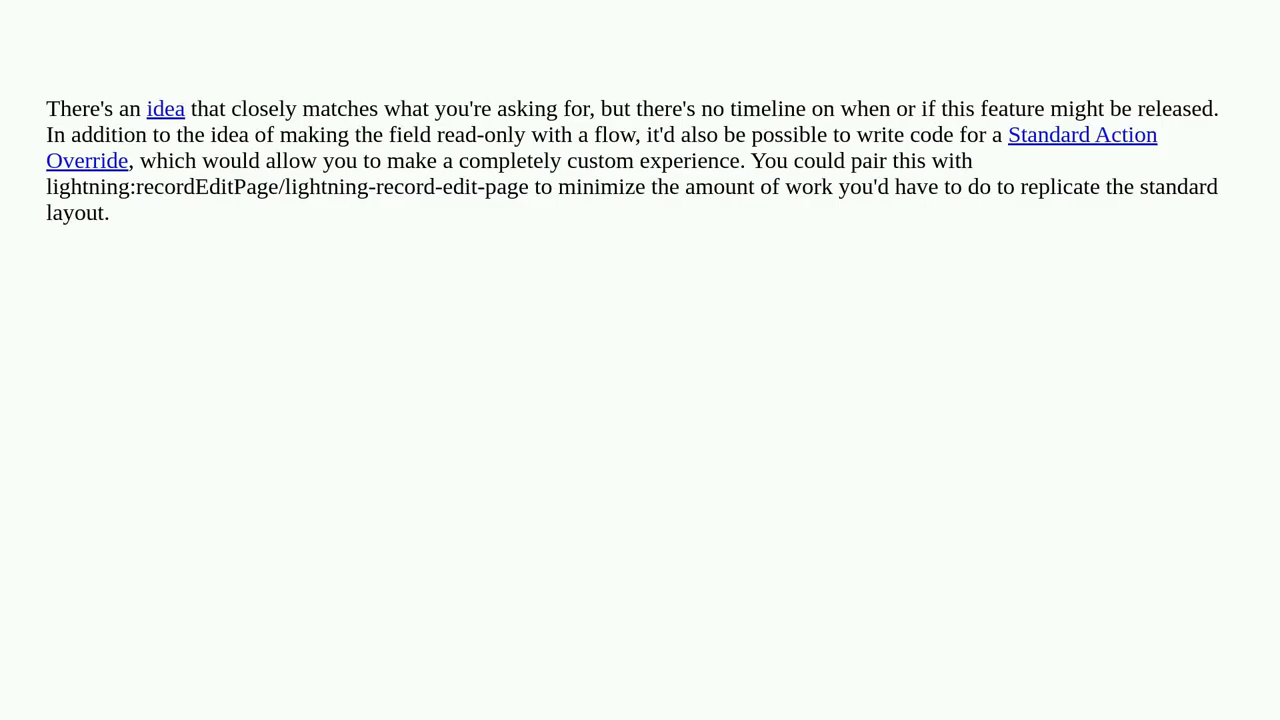 There's an idea that closely matches what you're asking for, but there's no timeline on when or if this feature might be released.
In addition to the idea of making the field read-only with a flow, it'd also be possible to write code for a Standard Action
Override, which would allow you to make a completely custom experience. You could pair this with
lightning:recordEditPage/lightning-record-edit-page to minimize the amount of work you'd have to do to replicate the standard
layout.